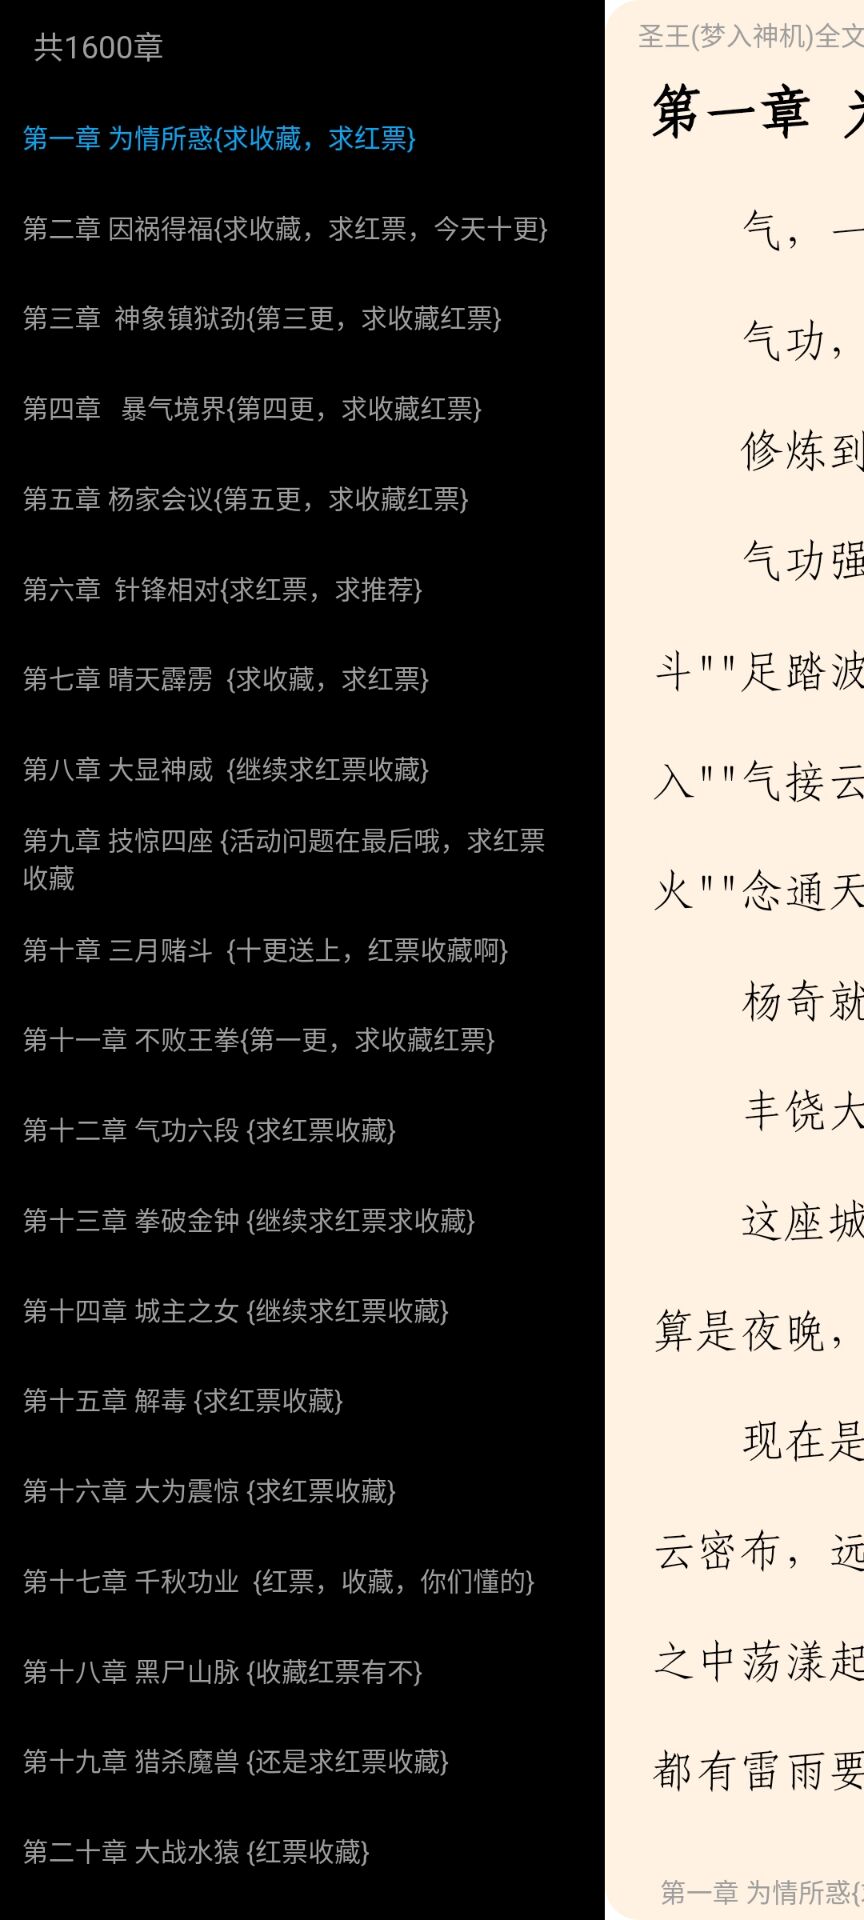 共1600章
第一章 为情所惑{求收藏，求红票}
第二章 因祸得福{求收藏，求红票，今天十更}
第三章 神象镇狱劲{第三更，求收藏红票}
第四章 暴气境界{第四更，求收藏红票}
第五章 杨家会议{第五更，求收藏红票}
第六章 针锋相对{求红票，求推荐}
第七章 晴天霹雳 {求收藏，求红票}
第八章 大显神威 {继续求红票收藏}
第九章 技惊四座 {活动问题在最后哦，求红票
收藏
第十章 三月赌斗 {十更送上，红票收藏啊}
第十一章 不败王拳{第一更，求收藏红票}
第十二章 气功六段 {求红票收藏}
第十三章 拳破金钟 {继续求红票求收藏}
第十四章 城主之女 {继续求红票收藏}
第十五章 解毒 {求红票收藏}
第十六章 大为震惊 {求红票收藏}
第十七章 千秋功业 {红票，收藏，你们懂的}
第十八章 黑尸山脉 {收藏红票有不}
第十九章 猎杀魔兽 {还是求红票收藏}
第二十章 大战水猿 {红票收藏}
圣王(梦入神机)全文
第一章
气，一
气功，
修炼到
气功强
斗""足踏波
入""气接云
火""念通天
杨奇就
丰饶大
这座城
算是夜晚，
现在是
云密布，远
之中荡漾起
都有雷雨要
第一章 为情所惑{